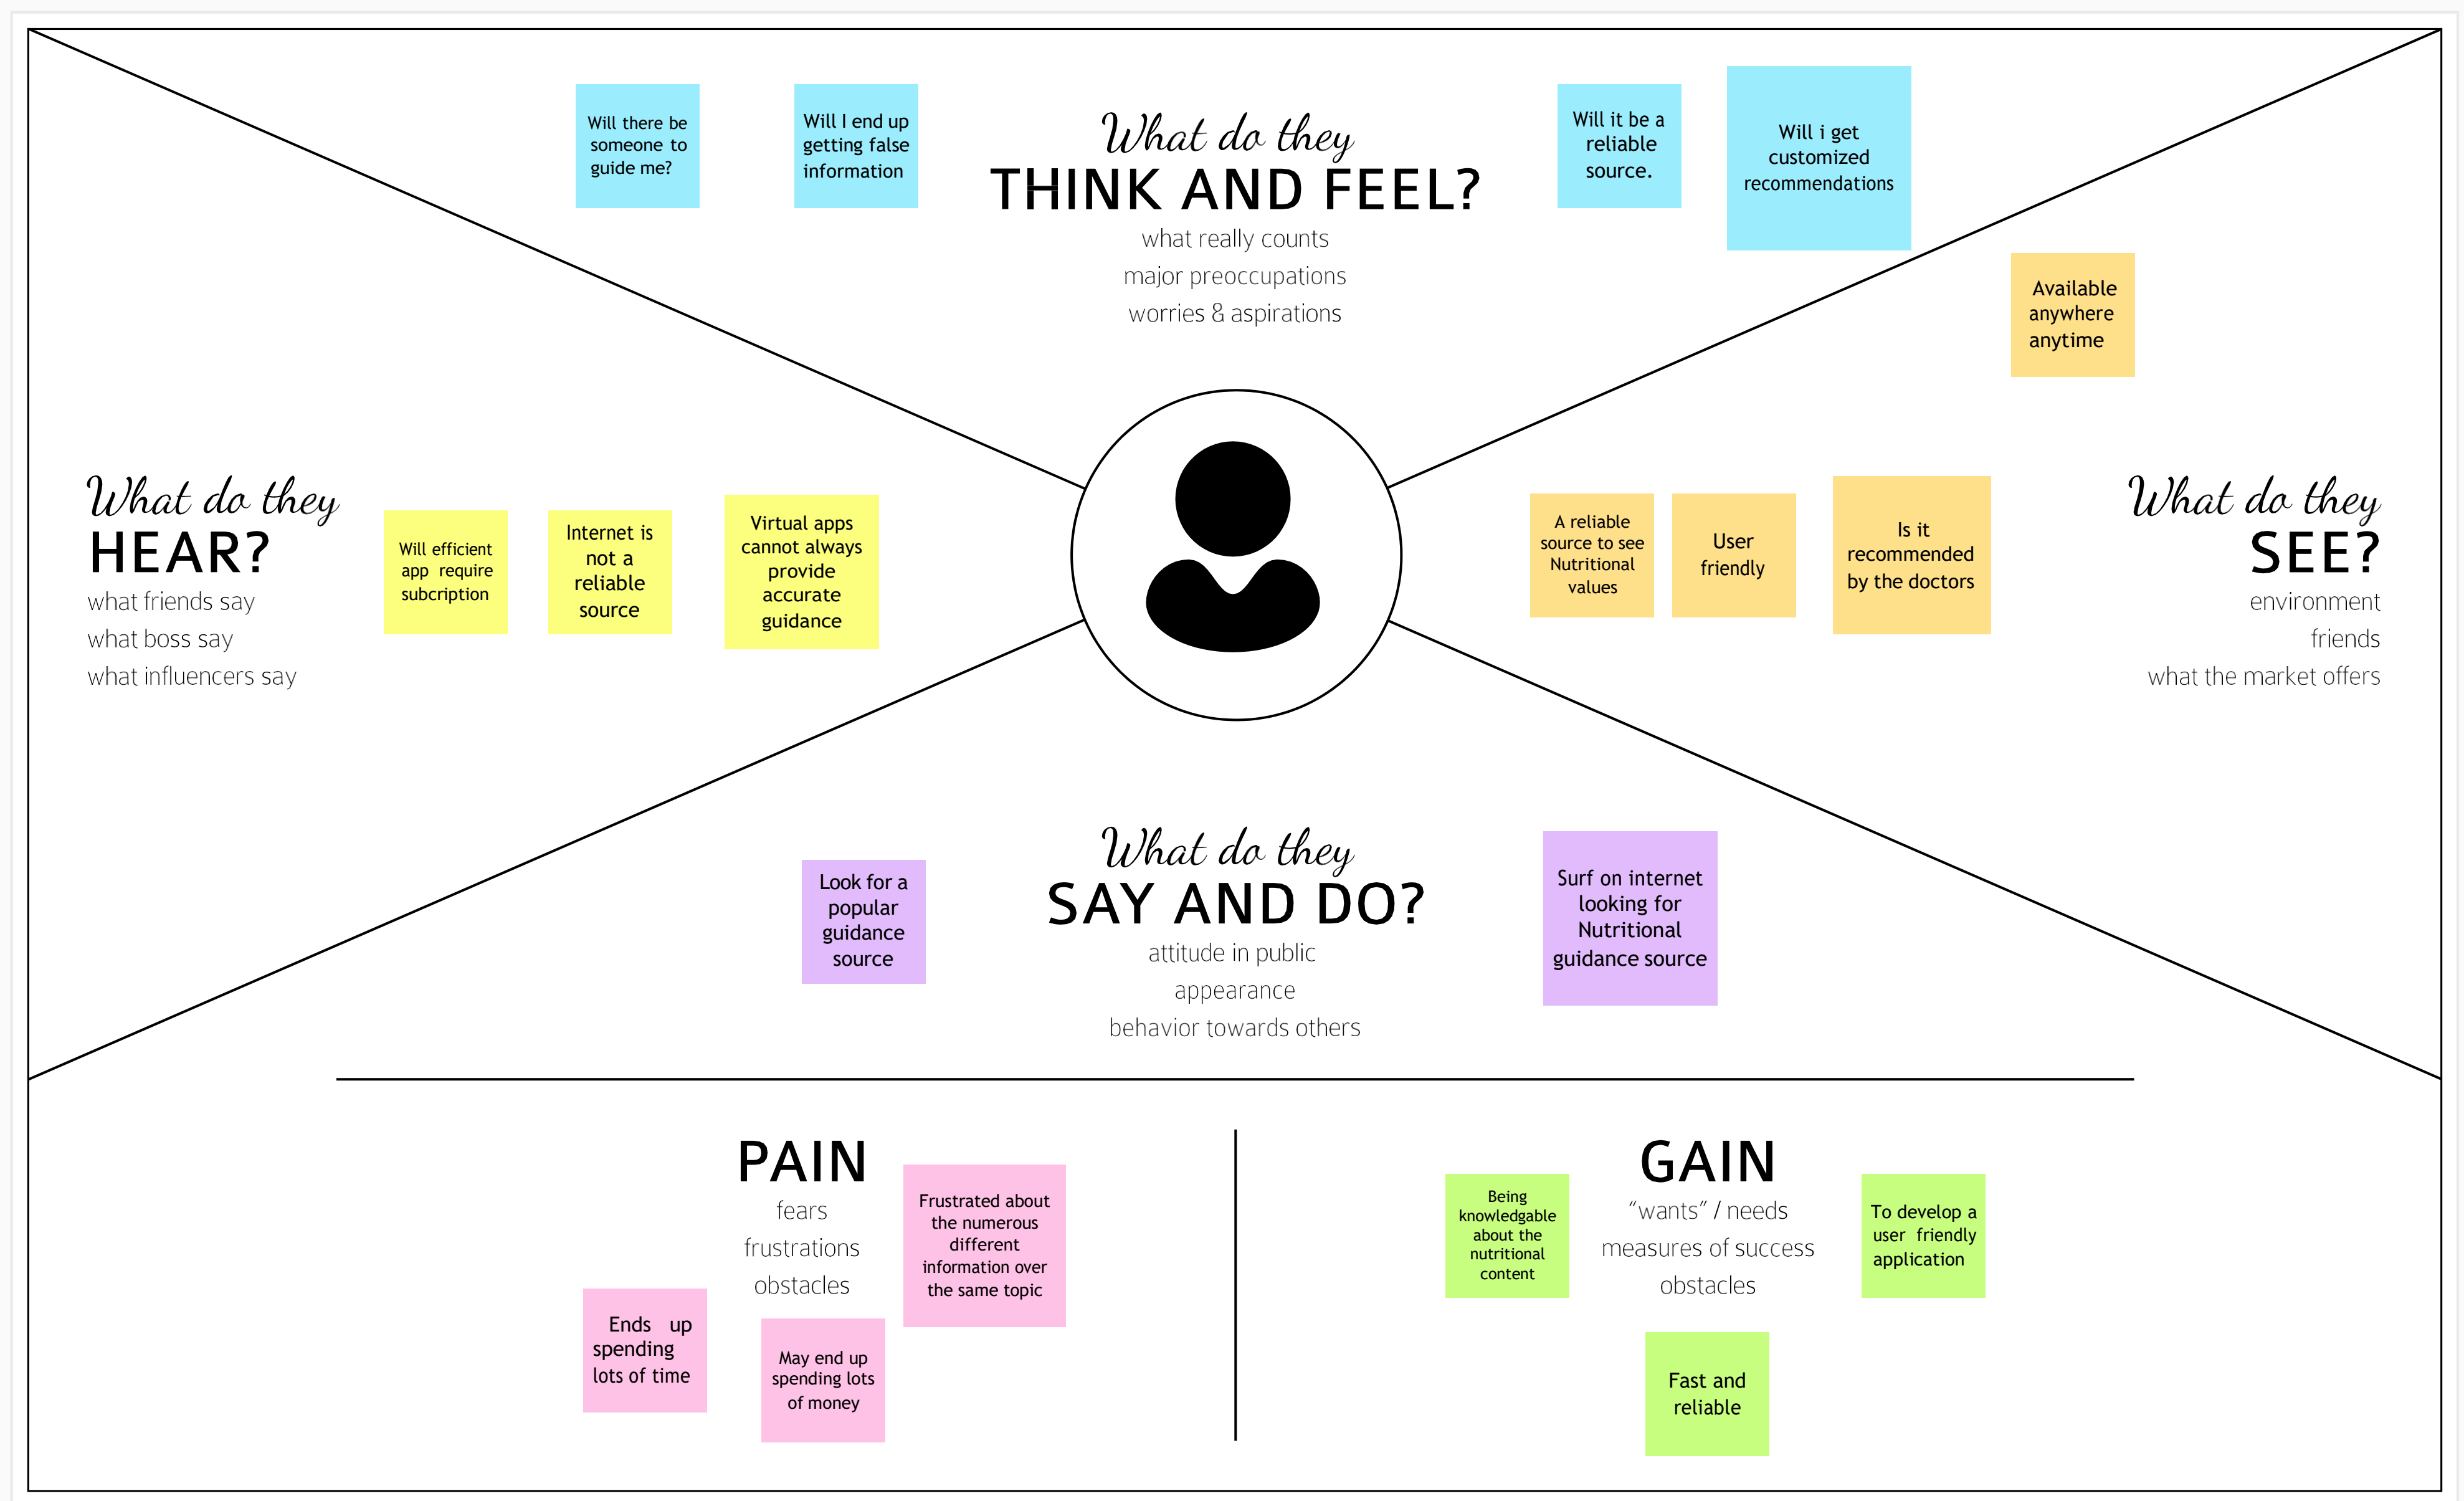 What do they
THINK AND FEEL?
what really counts
major preoccupations
worries & aspirations
Will there be
someone to
guide me?
Will I end up
getting false
information
Will it be a
reliable
source.
Will i get
customized
recommendations
What do they
HEAR?
what friends say
what boss say
what influencers say
Will efficient
app require
subcription
Internet is
not a
reliable
source
Virtual apps
cannot always
provide
accurate
guidance
Available
anywhere
anytime
A reliable
source to see
Nutritional
values
User
friendly
Is it
recommended
by the doctors
What do they
SEE?
environment
friends
what the market offers
Look for a
popular
guidance
source
What do they
SAY AND DO?
attitude in public
appearance
behavior towards others
Surf on internet
looking for
Nutritional
guidance source
PAIN
fears
frustrations
obstacles
Frustrated about
the numerous
different
information over
the same topic
Ends up
spending
lots of time
May end up
spending lots
of money
GAIN
“wants” / needs
measures of success
obstacles
Being
knowledgable
about the
nutritional
content
To develop a
user friendly
application
Fast and
reliable